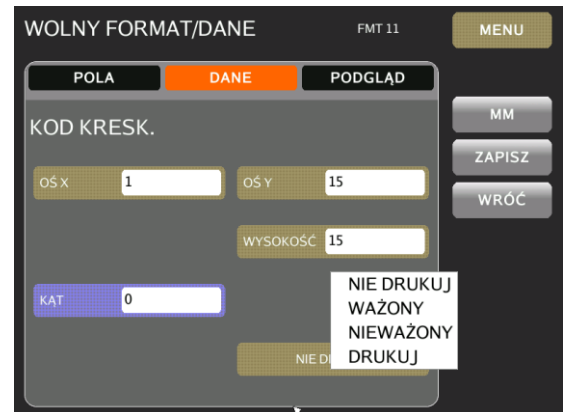 WOLNY FORMAT/DANE FMT 11 MENU
POLA DANE PODGLĄD
KOD KRESK.
MM
ZAPISZ
WRÓĆ
OŚ X 1 OŚ Y 15
WYSOKOŚĆ 15
KĄT 0
NIE DRUKUJ
WAŻONY
NIEWAŻONY
DRUKUJ
NIE